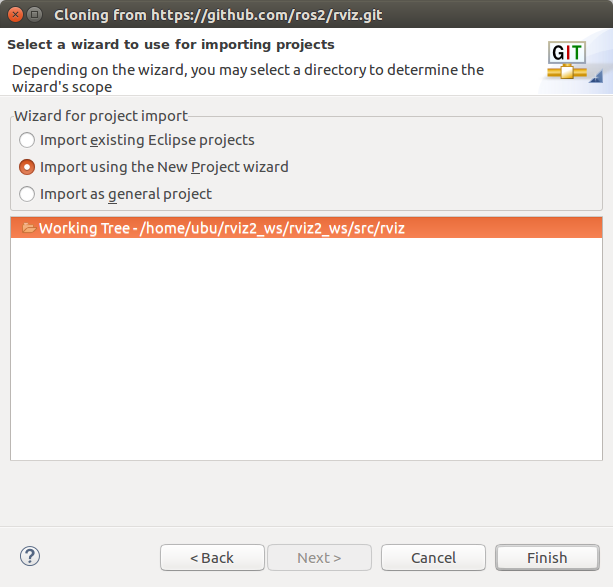 Cloning from https://github.com/ros2/rviz.git
Select a wizard to use for importing projects
Depending on the wizard, you may select a directory to determine the
wizard's scope
GIT
Wizard for project import
Import existing Eclipse projects
Import using the New Project wizard
Import as general project
Working Tree - /home/ubu/rviz2_ws/rviz2_ws/src/rviz
?
< Back
Next >
Cancel
Finish